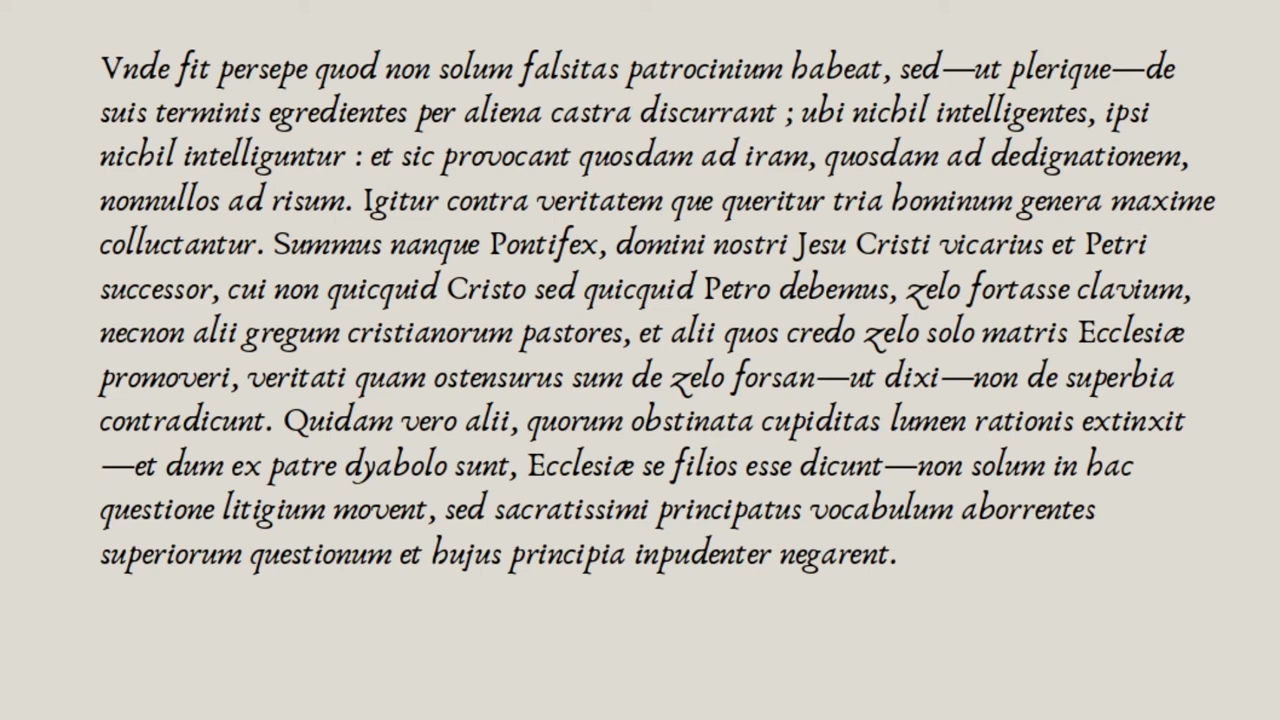 Vnde fit persepe quod non solum falsitas patrocinium habeat, sed—ut plerique—de
suis terminis egredientes per aliena castra discurrant ; ubi nichil intelligentes, ipsi
nichil intelliguntur : et sic provocant quosdam ad iram, quosdam ad dedignationem,
nonnullos ad risum. Igitur contra veritatem que queritur tria hominum genera maxime
colluctantur. Summus nanque Pontifex, domini nostri Jesu Cristi vicarius et Petri
successor, cui non quicquid Cristo sed quicquid Petro debemus, zelo fortasse clavium,
necnon alii gregum cristianorum pastores, et alii quos credo zelo solo matris Ecclesiæ
promoveri, veritati quam ostensurus sum de zelo forsan—ut dixi—non de superbia
contradicunt. Quidam vero alii, quorum obstinata cupiditas lumen rationis extinxit
—et dum ex patre dyabolo sunt, Ecclesiæ se filios esse dicunt—non solum in hac
questione litigium movent, sed sacratissimi principatus vocabulum aborrentes
superiorum questionum et hujus principia inpudenter negarent.